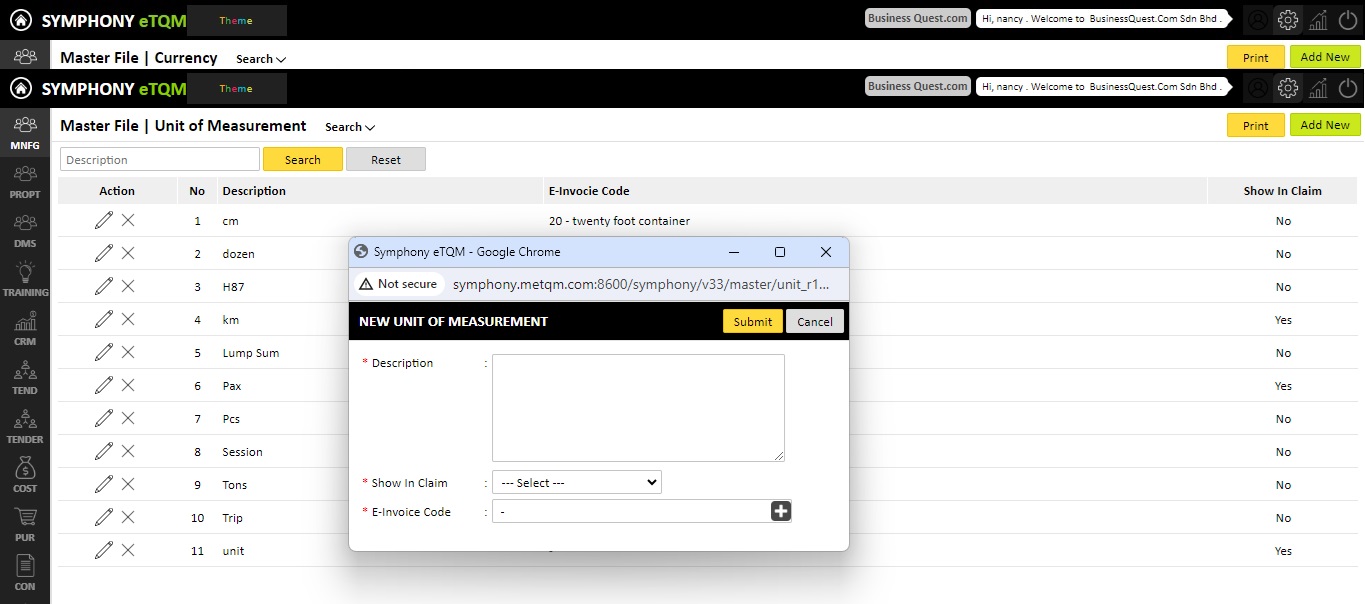 SYMPHONY eTQM Theme Business Quest.com Hi, nancy . Welcome to BusinessQuest.Com Sdn Bhd .
Master File | Currency Search Print Add New
SYMPHONY eTQM Theme Business Quest.com Hi, nancy . Welcome to BusinessQuest.Com Sdn Bhd .
Master File | Unit of Measurement Search Print Add New
MNFG
PROPT
DMS
TRAINING
CRM
TEND
TENDER
COST
PUR
CON
Description Search Reset
Action No Description E-Invocie Code Show In Claim
1 cm 20 - twenty foot container No
2 dozen No
3 H87 No
4 km Yes
5 Lump Sum No
6 Pax Yes
7 Pcs No
8 Session No
9 Tons No
10 Trip No
11 unit Yes
Symphony eTQM - Google Chrome
Not secure symphony.metqm.com:8600/symphony/v33/master/unit_r1...
NEW UNIT OF MEASUREMENT Submit Cancel
* Description :
* Show In Claim : --- Select ---
* E-Invoice Code : -